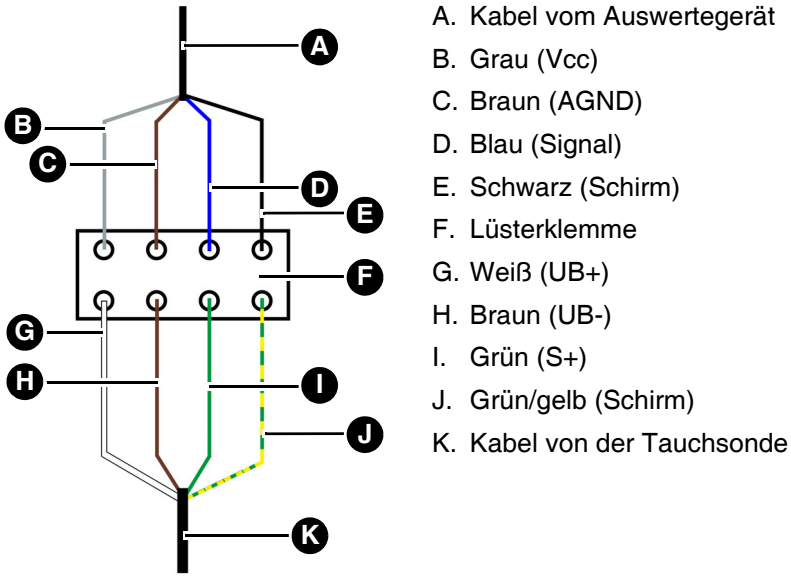 A
B
C
D
E
F
G
H
I
J
K
A. Kabel vom Auswertegerät
B. Grau (Vcc)
C. Braun (AGND)
D. Blau (Signal)
E. Schwarz (Schirm)
F. Lüsterklemme
G. Weiß (UB+)
H. Braun (UB-)
I. Grün (S+)
J. Grün/gelb (Schirm)
K. Kabel von der Tauchsonde